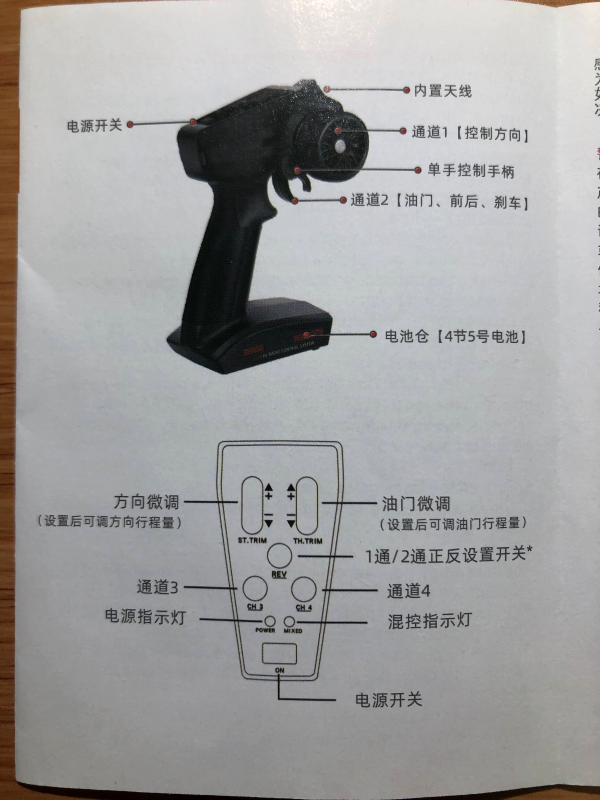 内置天线
电源开关
通道1【控制方向】
单手控制手柄
通道2【油门、前后、刹车】
电池仓【4节5号电池】
RADIO CONTROL SYSTEM
方向微调
(设置后可调方向行程量)
油门微调
(设置后可调油门行程量)
+ +
− −
ST.TRIM TH.TRIM
1通/2通正反设置开关*
REV
通道3
通道4
CH 3 CH 4
电源指示灯
混控指示灯
POWER MIXED
ON
电源开关